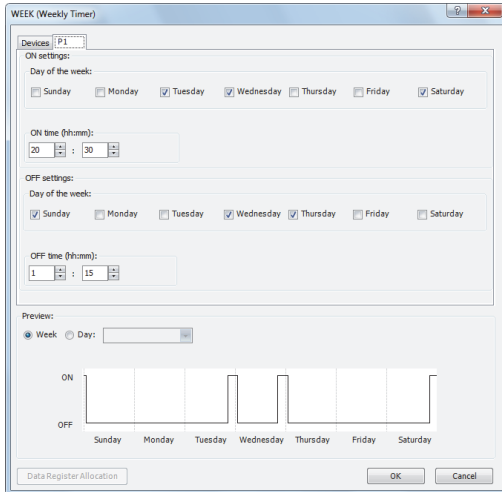 WEEK (Weekly Timer)
Devices P1
ON settings:
Day of the week:
Sunday Monday Tuesday Wednesday Thursday Friday Saturday
ON time (hh:mm):
20 : 30
OFF settings:
Day of the week:
Sunday Monday Tuesday Wednesday Thursday Friday Saturday
OFF time (hh:mm):
1 : 15
Preview:
Week Day:
ON
OFF
Sunday Monday Tuesday Wednesday Thursday Friday Saturday
Data Register Allocation OK Cancel